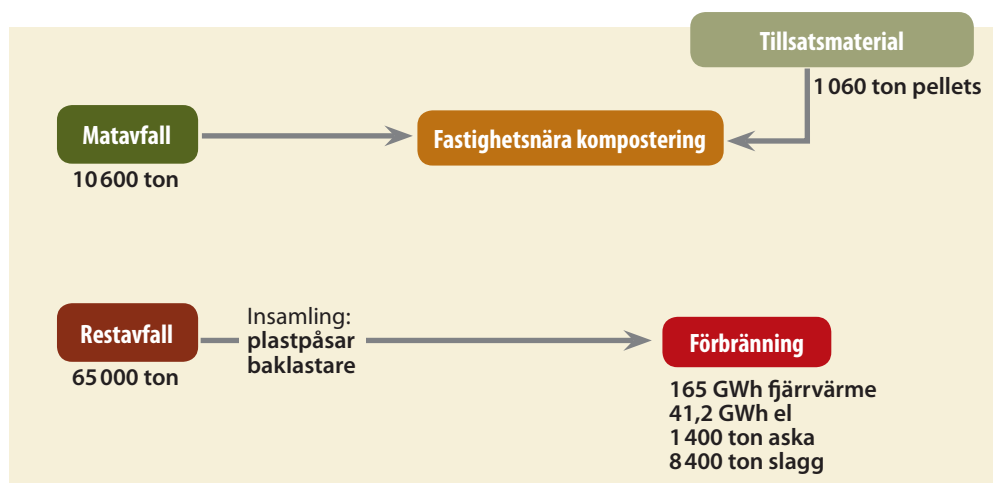 Tillsatsmaterial
1 060 ton pellets
Matavfall
10 600 ton
Fastighetsnära kompostering
Restavfall
65 000 ton
Insamling:
plastpåsar
baklastare
Förbränning
165 GWh fjärrvärme
41,2 GWh el
1 400 ton aska
8 400 ton slagg